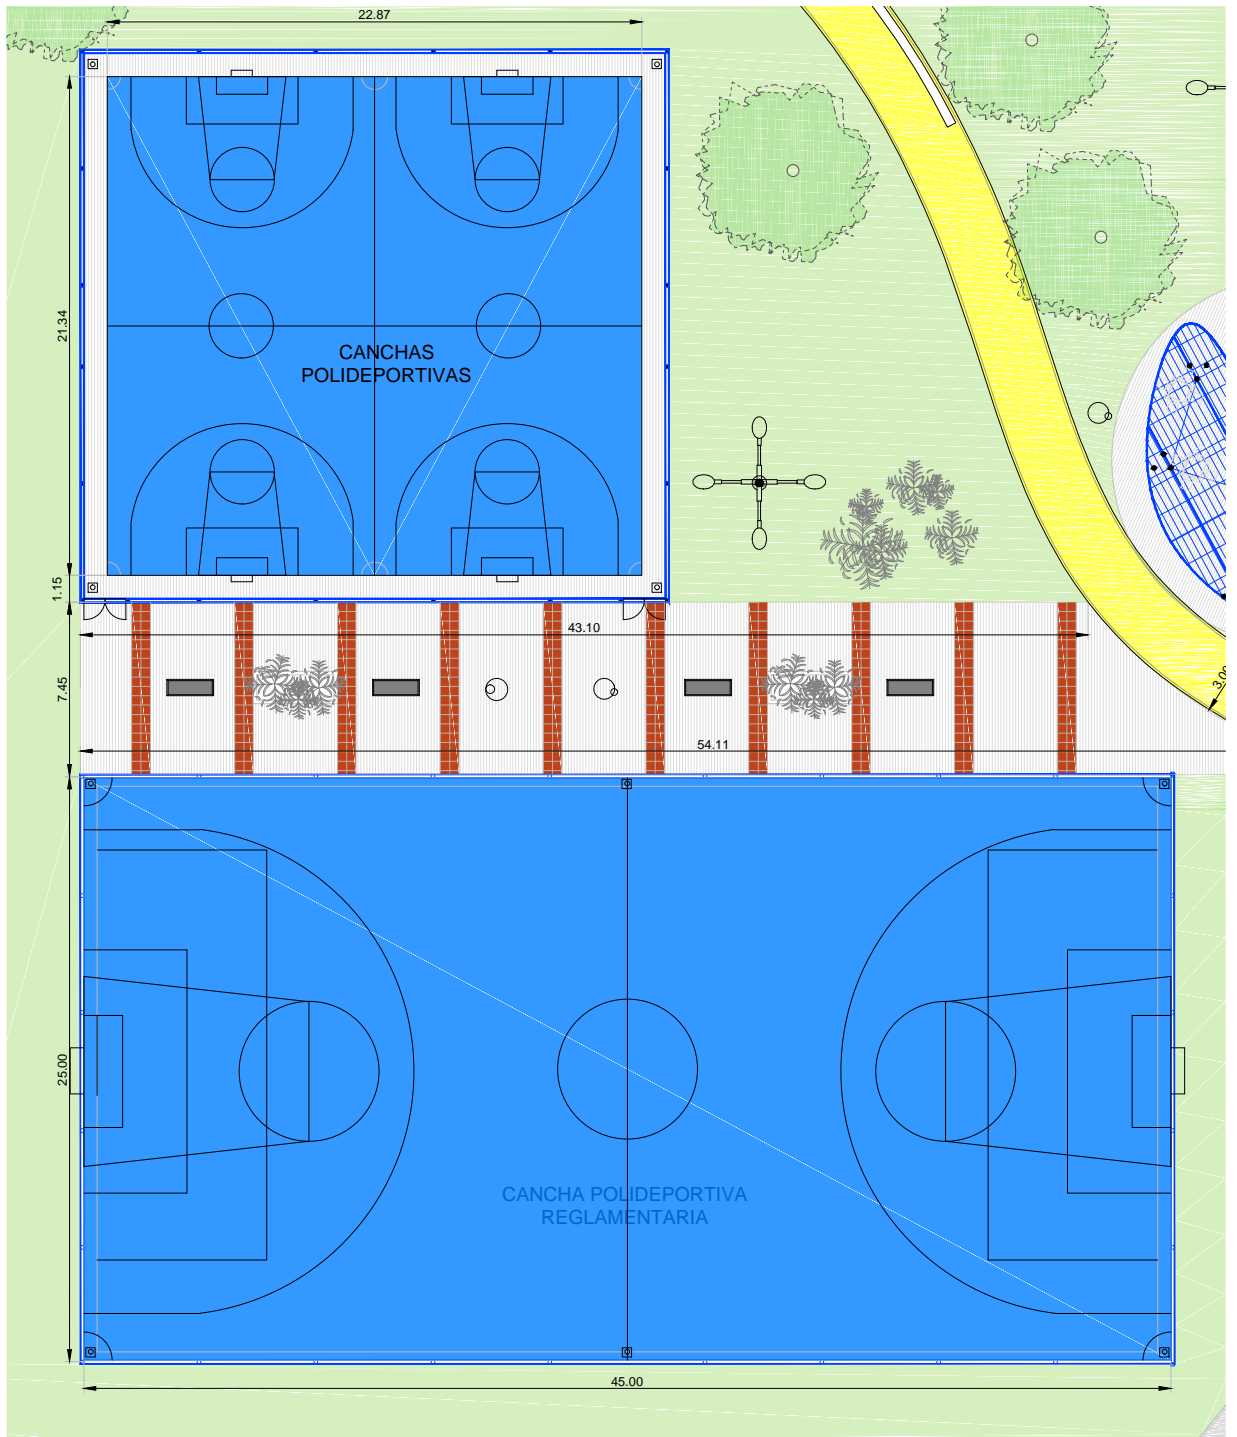 22.87
21.34
CANCHAS
POLIDEPORTIVAS
1.15
43.10
7.45
3.00
54.11
25.00
CANCHA POLIDEPORTIVA
REGLAMENTARIA
45.00